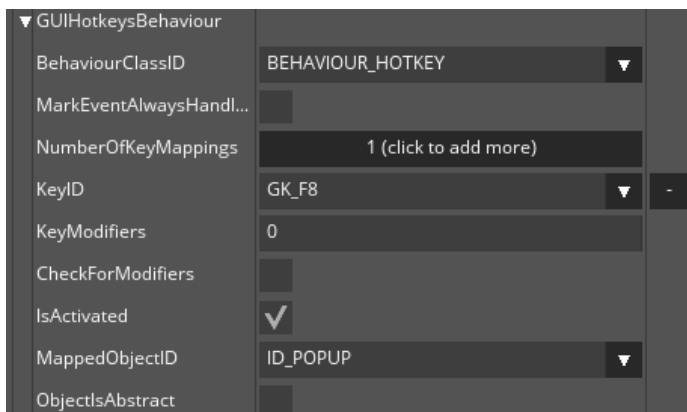 GUIHotkeysBehaviour
BehaviourClassID BEHAVIOUR_HOTKEY
MarkEventAlwaysHandl...
NumberOfKeyMappings 1 (click to add more)
KeyID GK_F8 -
KeyModifiers 0
CheckForModifiers
IsActivated
MappedObjectID ID_POPUP
ObjectIsAbstract